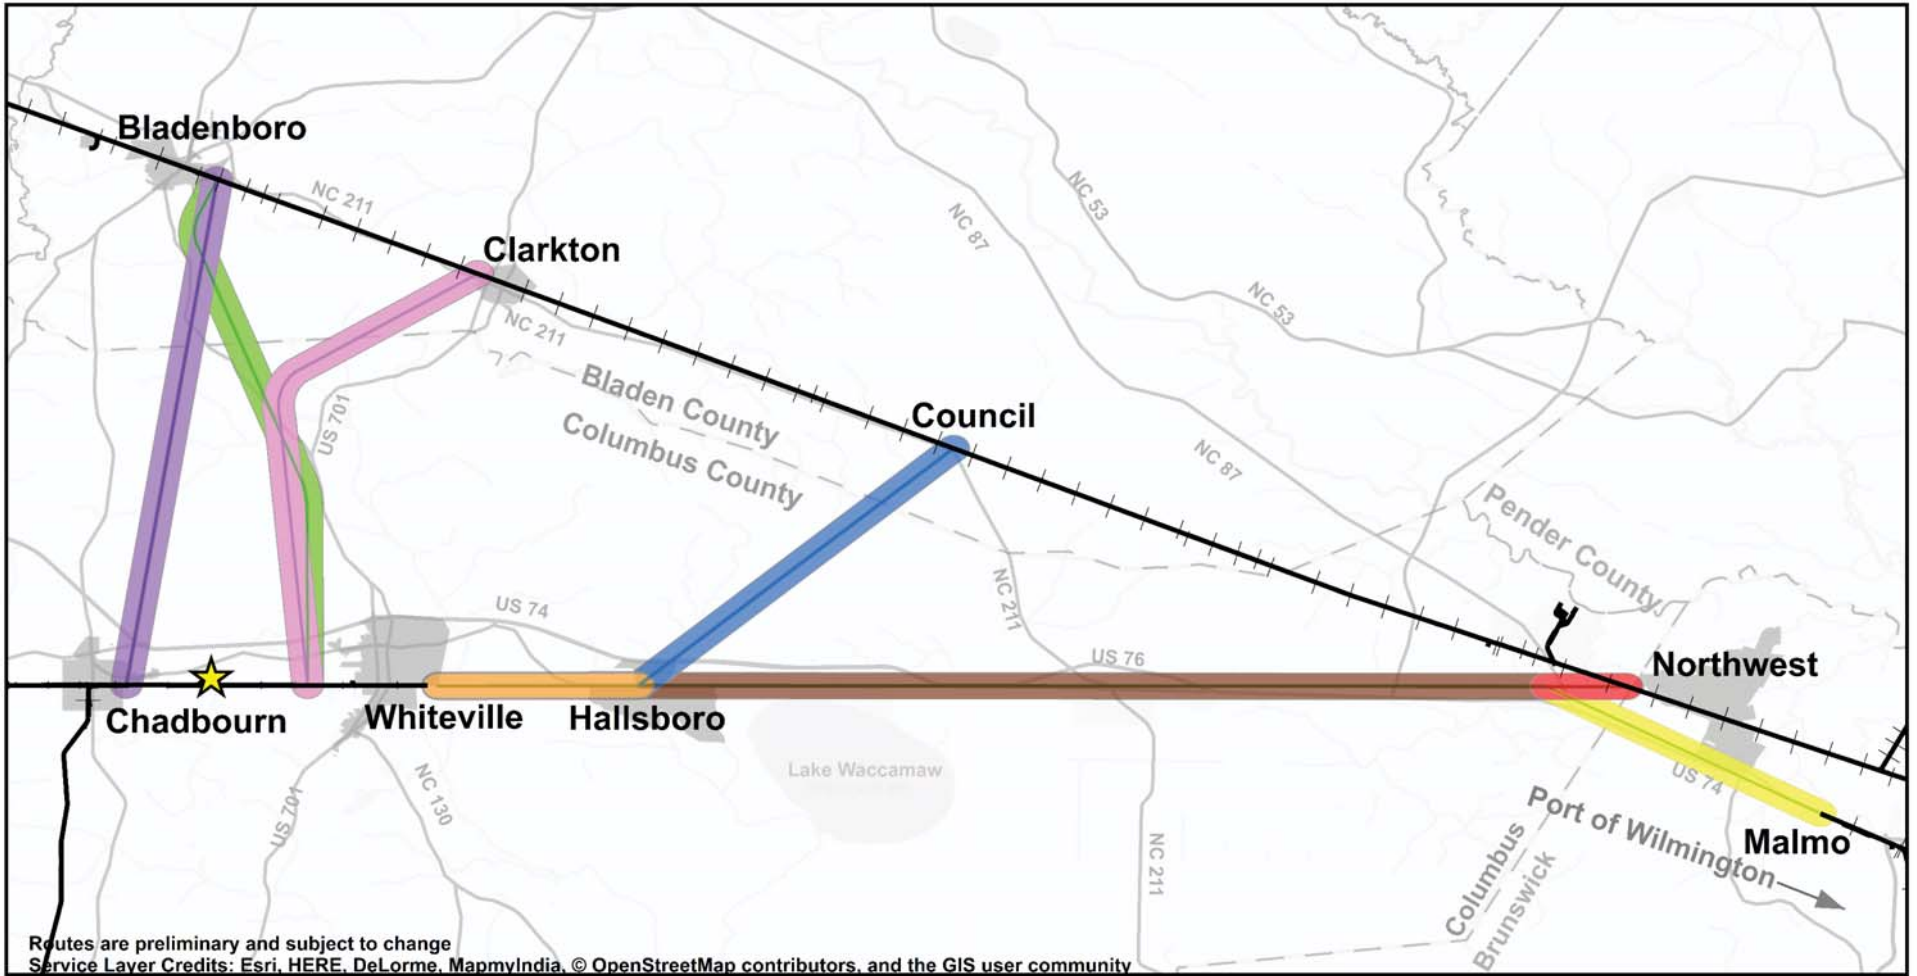 Bladenboro
NC 211
Clarkton
NC 53
NC 87
NC 53
NC 211
Bladen County
Columbus County
US 701
Council
NC 87
Pender County
NC 211
US 74
US 76
Northwest
Chadbourn
Whiteville
Hallsboro
Lake Waccamaw
US 74
US 701
NC 130
Port of Wilmington
Malmo
NC 211
Columbus
Brunswick
Routes are preliminary and subject to change
Service Layer Credits: Esri, HERE, DeLorme, MapmyIndia, © OpenStreetMap contributors, and the GIS user community